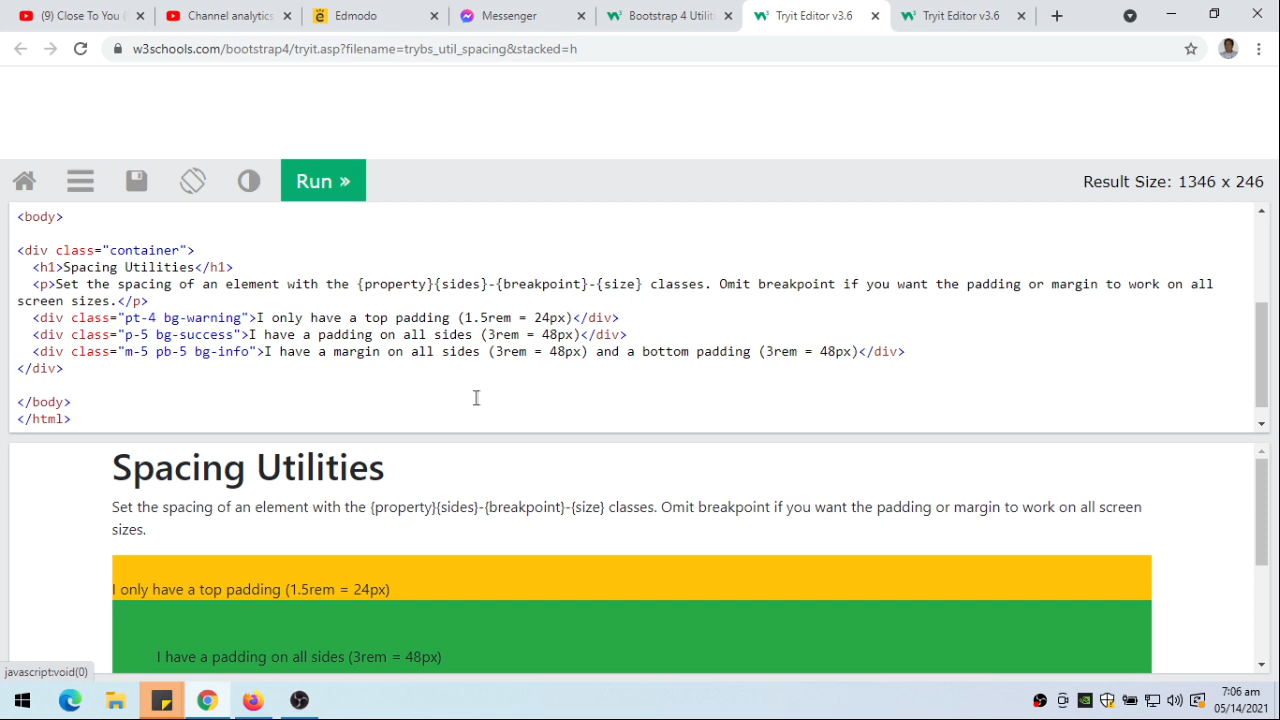 (9) Close To You (
Channel analytics
Edmodo
Messenger
Bootstrap 4 Utilit
Tryit Editor v3.6
Tryit Editor v3.6
w3schools.com/bootstrap4/tryit.asp?filename=trybs_util_spacing&stacked=h
Run »
Result Size: 1346 x 246
<body>
<div class="container">
<h1>Spacing Utilities</h1>
<p>Set the spacing of an element with the {property}{sides}-{breakpoint}-{size} classes. Omit breakpoint if you want the padding or margin to work on all
screen sizes.</p>
<div class="pt-4 bg-warning">I only have a top padding (1.5rem = 24px)</div>
<div class="p-5 bg-success">I have a padding on all sides (3rem = 48px)</div>
<div class="m-5 pb-5 bg-info">I have a margin on all sides (3rem = 48px) and a bottom padding (3rem = 48px)</div>
</div>
</body>
</html>
Spacing Utilities
Set the spacing of an element with the {property}{sides}-{breakpoint}-{size} classes. Omit breakpoint if you want the padding or margin to work on all screen
sizes.
I only have a top padding (1.5rem = 24px)
I have a padding on all sides (3rem = 48px)
javascript:void(0)
7:06 am
05/14/2021